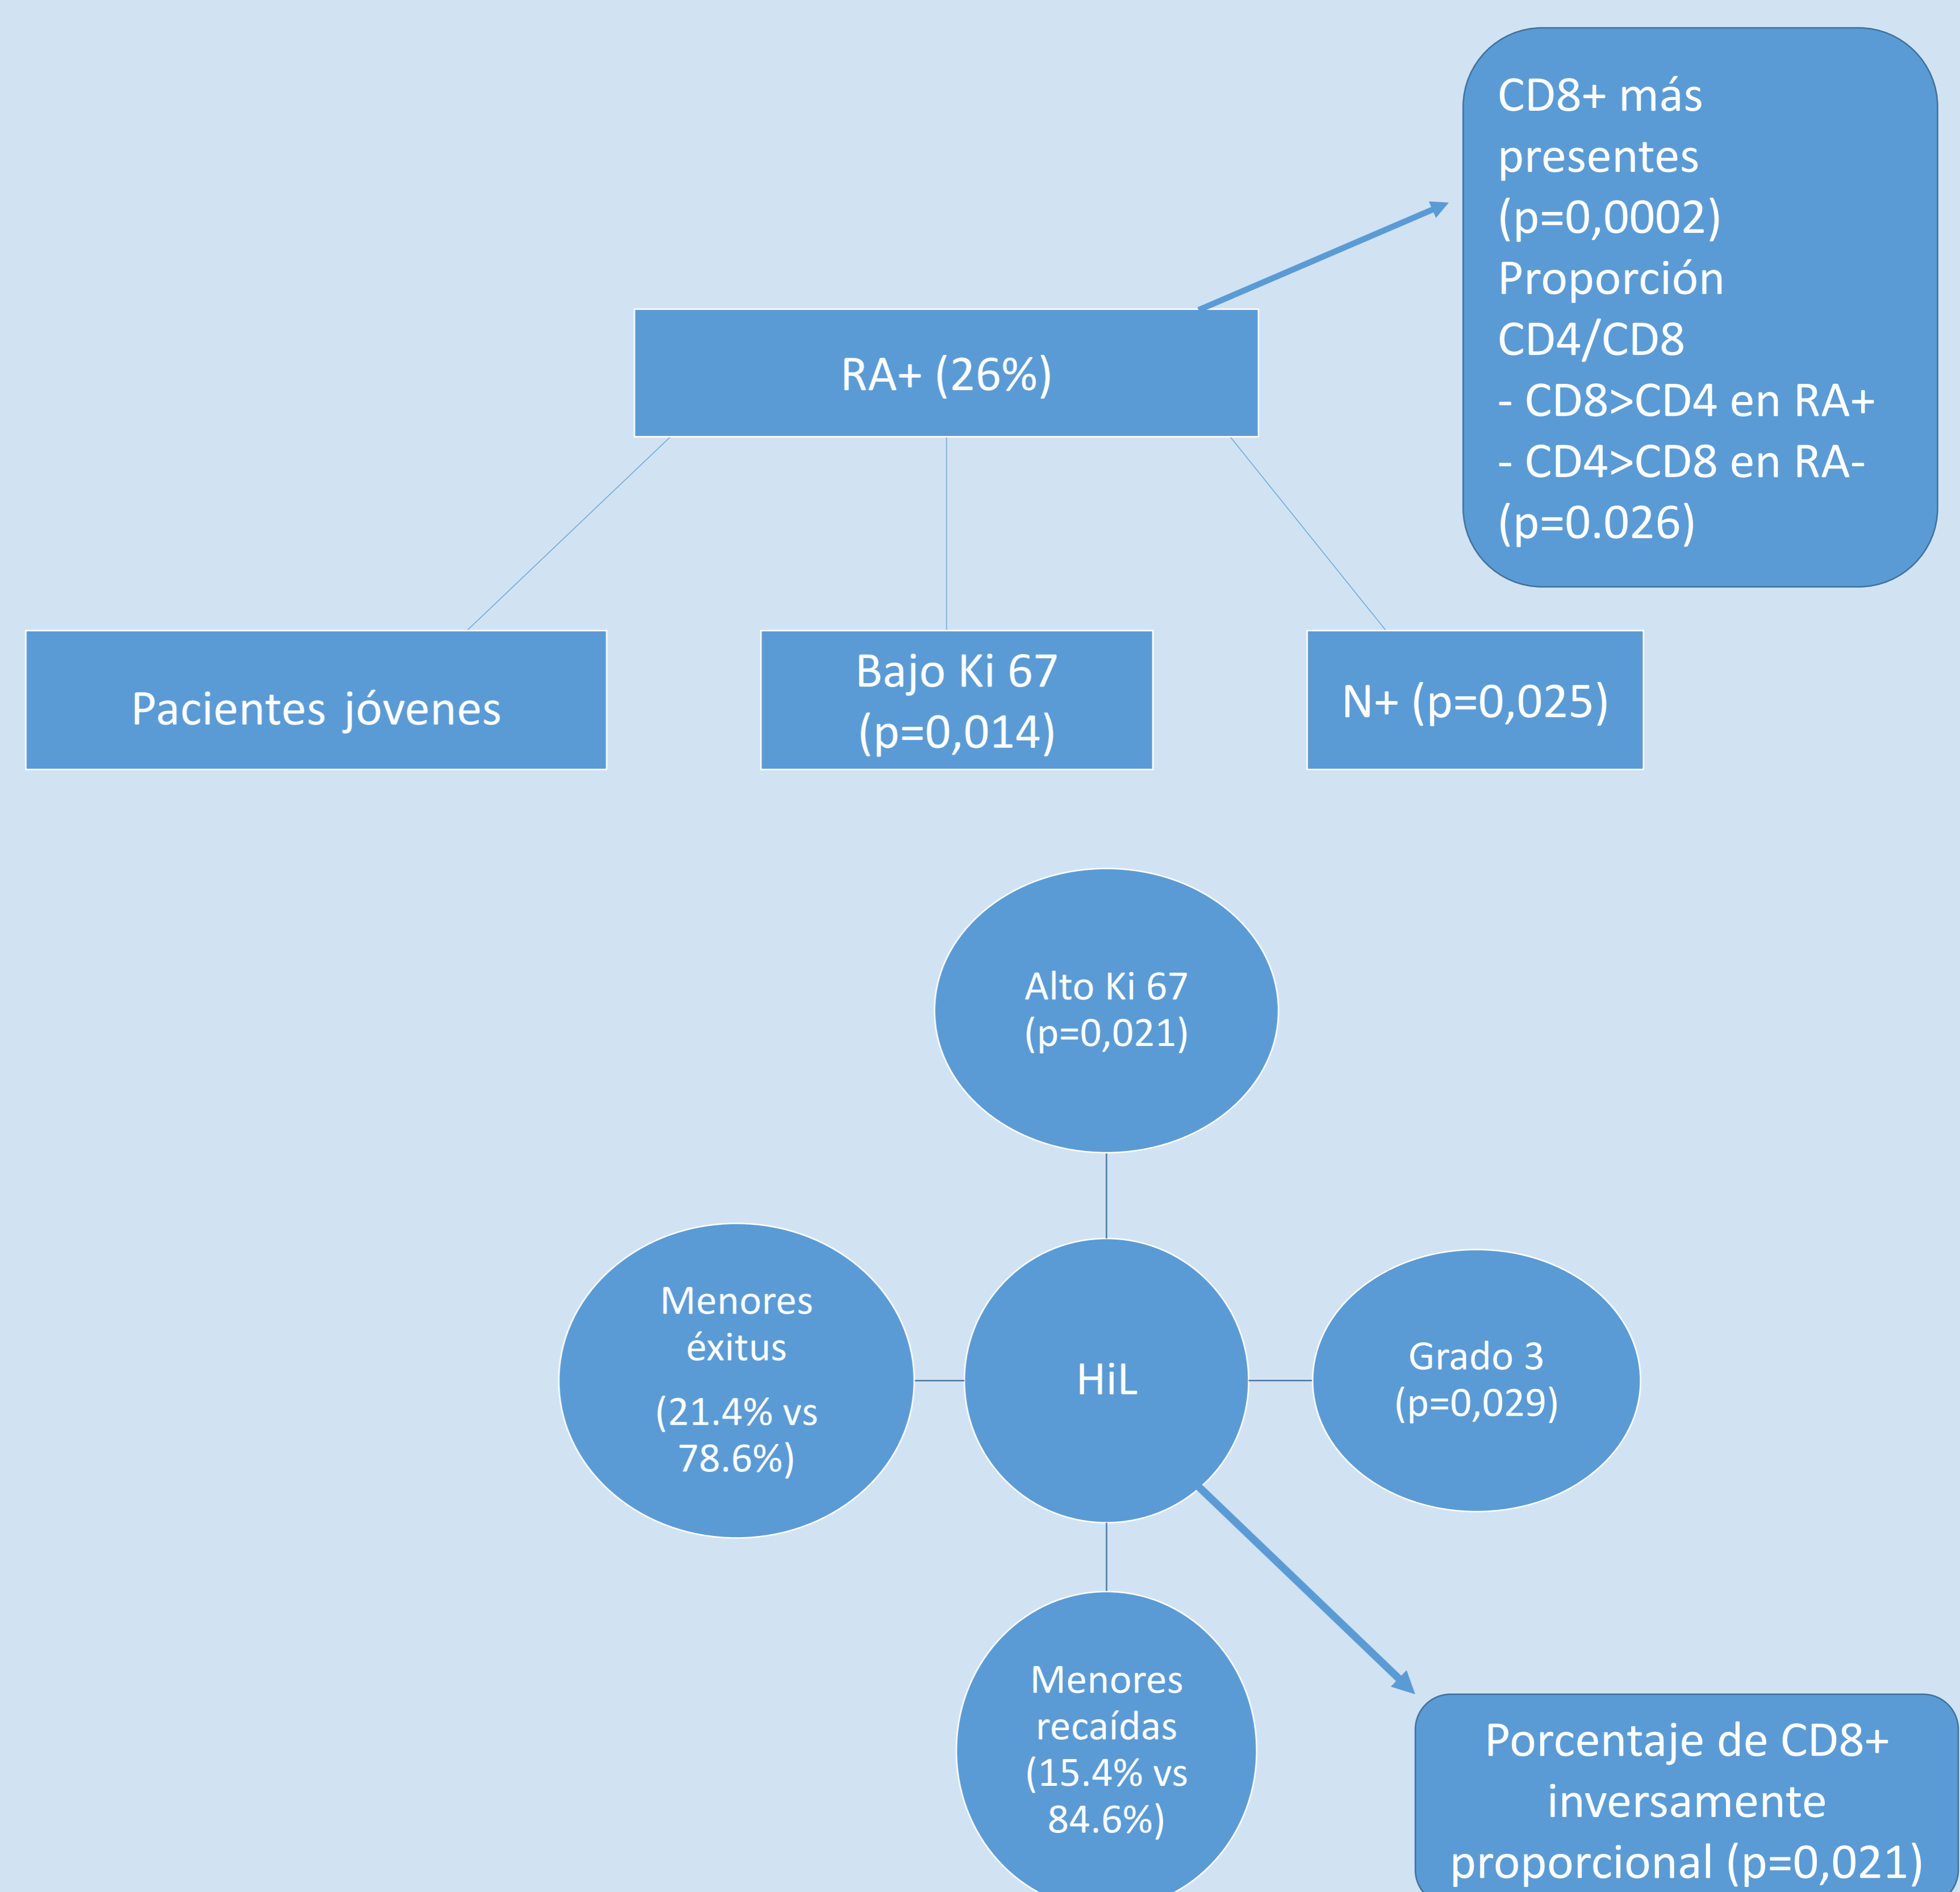 CD8+ más
presentes
(p=0,0002)
Proporción
CD4/CD8
- CD8>CD4 en RA+
- CD4>CD8 en RA-
(p=0.026)
RA+ (26%)
Pacientes jóvenes
Bajo Ki 67
(p=0,014)
N+ (p=0,025)
Alto Ki 67
(p=0,021)
Menores
éxitus
(21.4% vs
78.6%)
HiL
Grado 3
(p=0,029)
Menores
recaídas
(15.4% vs
84.6%)
Porcentaje de CD8+
inversamente
proporcional (p=0,021)